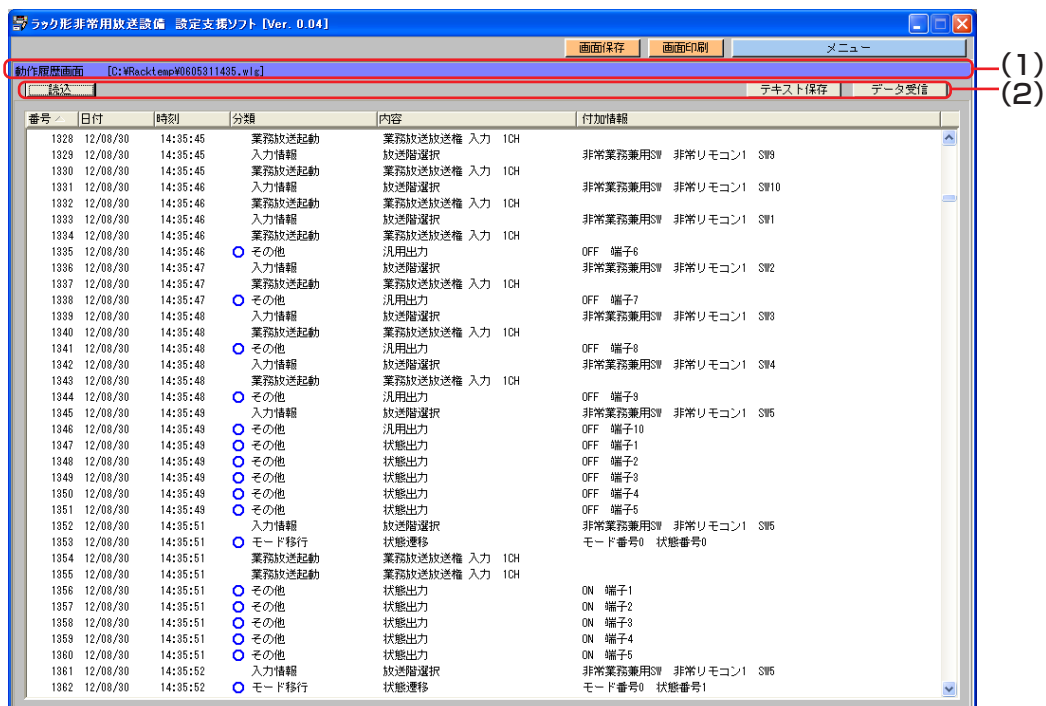 ラック形非常用放送設備 設定支援ソフト [Ver. 0.04]
画面保存 画面印刷 メニュー
動作履歴画面 [C:¥Racktemp¥0605311435.wlg]
(1)
読込 テキスト保存 データ受信
(2)
番号 日付 時刻 分類 内容 付加情報
1328 12/08/30 14:35:45 業務放送起動 業務放送放送権 入力 1CH
1329 12/08/30 14:35:45 入力情報 放送階選択 非常業務兼用SW 非常リモコン1 SW9
1330 12/08/30 14:35:45 業務放送起動 業務放送放送権 入力 1CH
1331 12/08/30 14:35:46 入力情報 放送階選択 非常業務兼用SW 非常リモコン1 SW10
1332 12/08/30 14:35:46 業務放送起動 業務放送放送権 入力 1CH
1333 12/08/30 14:35:46 入力情報 放送階選択 非常業務兼用SW 非常リモコン1 SW1
1334 12/08/30 14:35:46 業務放送起動 業務放送放送権 入力 1CH
1335 12/08/30 14:35:46 その他 汎用出力 OFF 端子6
1336 12/08/30 14:35:47 入力情報 放送階選択 非常業務兼用SW 非常リモコン1 SW2
1337 12/08/30 14:35:47 業務放送起動 業務放送放送権 入力 1CH
1338 12/08/30 14:35:47 その他 汎用出力 OFF 端子7
1339 12/08/30 14:35:48 入力情報 放送階選択 非常業務兼用SW 非常リモコン1 SW3
1340 12/08/30 14:35:48 業務放送起動 業務放送放送権 入力 1CH
1341 12/08/30 14:35:48 その他 汎用出力 OFF 端子8
1342 12/08/30 14:35:48 入力情報 放送階選択 非常業務兼用SW 非常リモコン1 SW4
1343 12/08/30 14:35:48 業務放送起動 業務放送放送権 入力 1CH
1344 12/08/30 14:35:48 その他 汎用出力 OFF 端子9
1345 12/08/30 14:35:49 入力情報 放送階選択 非常業務兼用SW 非常リモコン1 SW5
1346 12/08/30 14:35:49 その他 汎用出力 OFF 端子10
1347 12/08/30 14:35:49 その他 状態出力 OFF 端子1
1348 12/08/30 14:35:49 その他 状態出力 OFF 端子2
1349 12/08/30 14:35:49 その他 状態出力 OFF 端子3
1350 12/08/30 14:35:49 その他 状態出力 OFF 端子4
1351 12/08/30 14:35:49 その他 状態出力 OFF 端子5
1352 12/08/30 14:35:51 入力情報 放送階選択 非常業務兼用SW 非常リモコン1 SW5
1353 12/08/30 14:35:51 モード移行 状態遷移 モード番号0 状態番号0
1354 12/08/30 14:35:51 業務放送起動 業務放送放送権 入力 1CH
1355 12/08/30 14:35:51 業務放送起動 業務放送放送権 入力 1CH
1356 12/08/30 14:35:51 その他 状態出力 ON 端子1
1357 12/08/30 14:35:51 その他 状態出力 ON 端子2
1358 12/08/30 14:35:51 その他 状態出力 ON 端子3
1359 12/08/30 14:35:51 その他 状態出力 ON 端子4
1360 12/08/30 14:35:51 その他 状態出力 ON 端子5
1361 12/08/30 14:35:52 入力情報 放送階選択 非常業務兼用SW 非常リモコン1 SW5
1362 12/08/30 14:35:52 モード移行 状態遷移 モード番号0 状態番号1